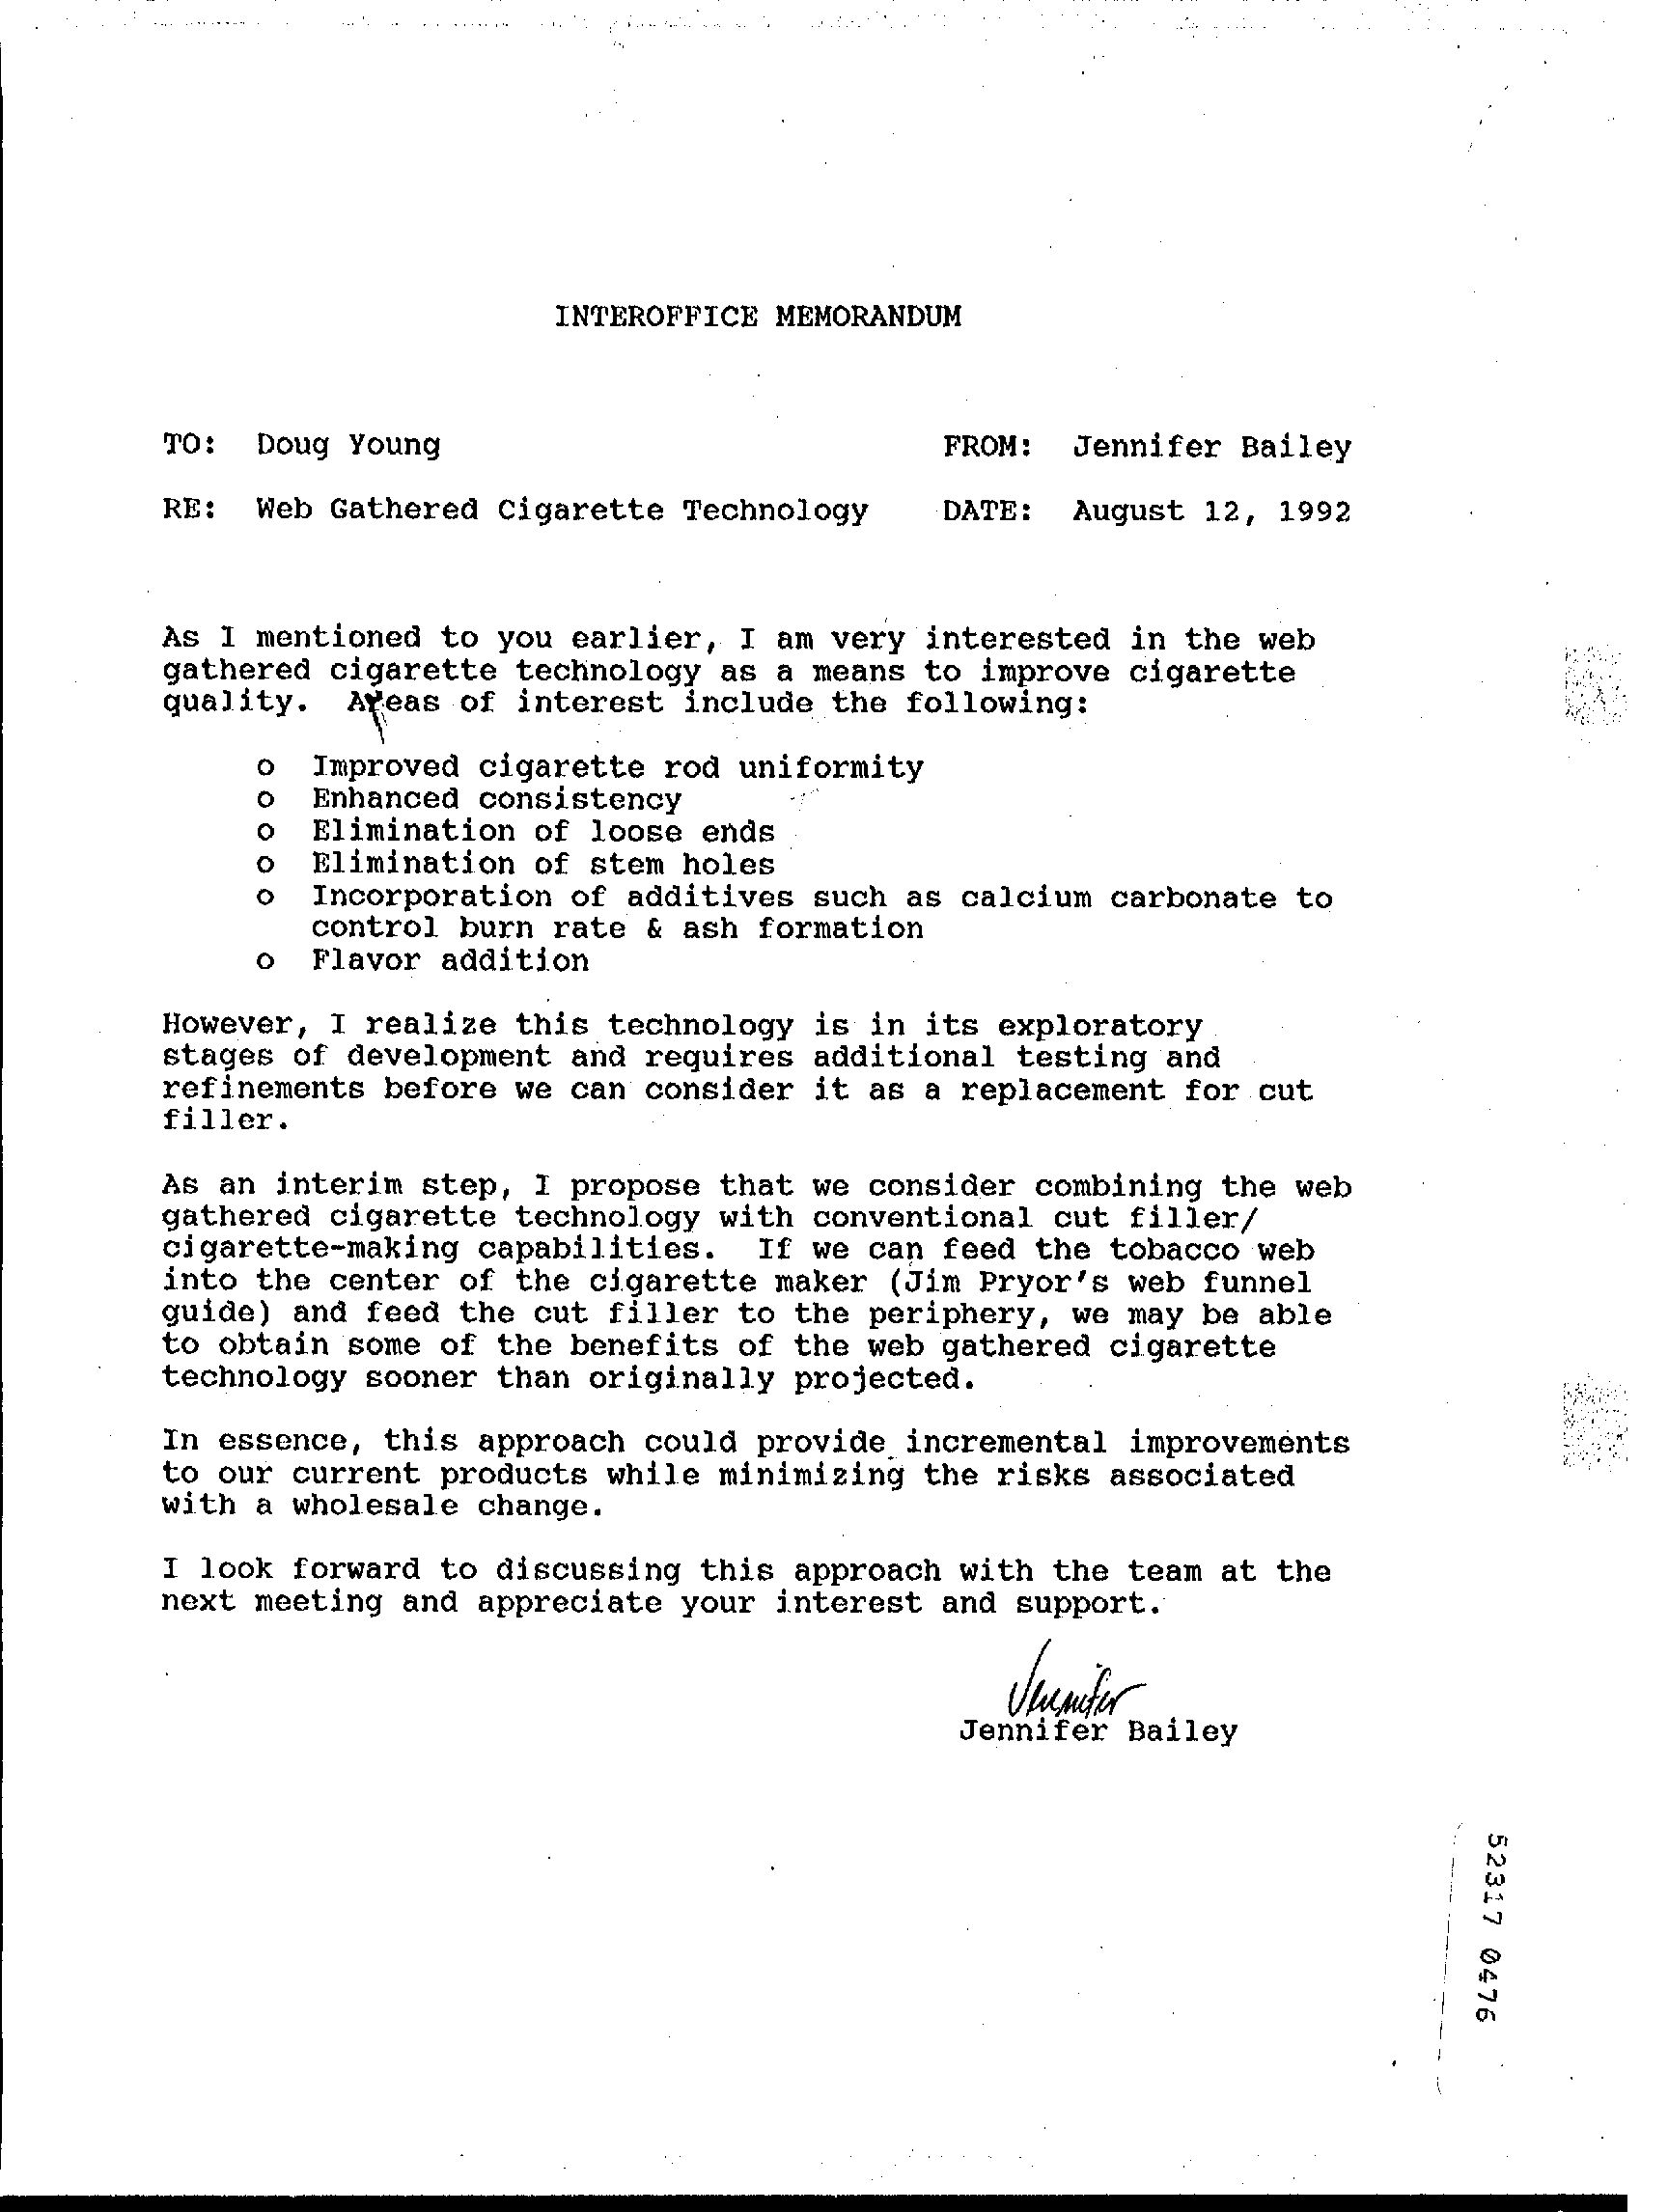 INTEROFFICE MEMORANDUM
TO: Doug Young FROM: Jennifer Bailey
RE: Web Gathered Cigarette Technology DATE: August 12, 1992
As I mentioned to you earlier, I am very interested in the web
gathered cigarette technology as a means to improve cigarette
quality. Areas of interest include the following:
o Improved cigarette rod uniformity
o Enhanced consistency
o Elimination of loose ends
o Elimination of stem holes
o Incorporation of additives such as calcium carbonate to
control burn rate & ash formation
o Flavor addition
However, I realize this technology is in its exploratory
stages of development and requires additional testing and
refinements before we can consider it as a replacement for cut
filler.
As an interim step, I propose that we consider combining the web
gathered cigarette technology with conventional cut filler/
cigarette-making capabilities. If we can feed the tobacco web
into the center of the cigarette maker (Jim Pryor's web funnel
guide) and feed the cut filler to the periphery, we may be able
to obtain some of the benefits of the web gathered cigarette
technology sooner than originally projected.
In essence, this approach could provide incremental improvements
to our current products while minimizing the risks associated
with a wholesale change.
I look forward to discussing this approach with the team at the
next meeting and appreciate your interest and support.
Jennifer
Jennifer Bailey
52317 0476